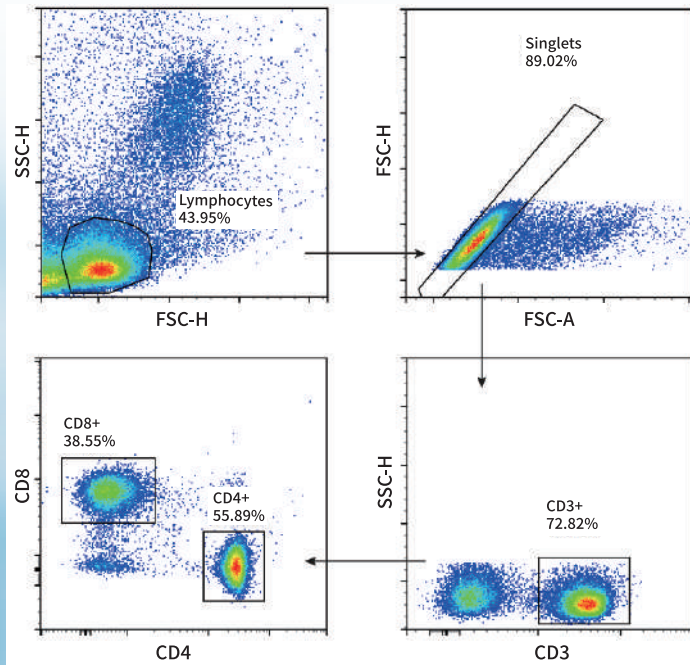 SSC-H
Lymphocytes
43.95%
FSC-H
Singlets
89.02%
FSC-H
FSC-A
CD8+
38.55%
CD4+
55.89%
CD8
CD4
SSC-H
CD3+
72.82%
CD3